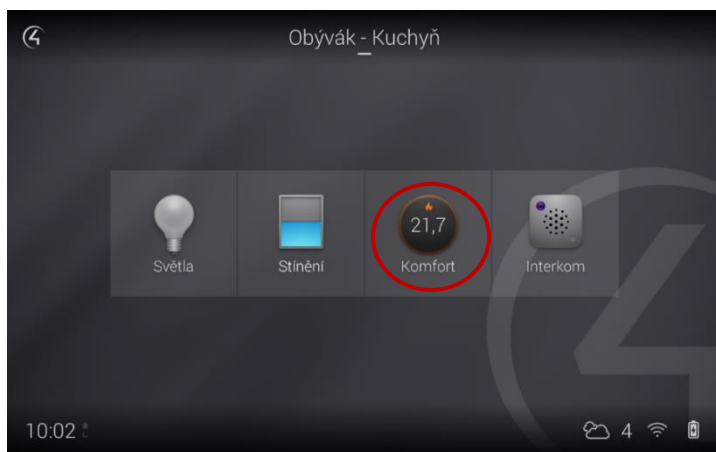 Obývák - Kuchyň
21,7
Světla
Stínění
Komfort
Interkom
10:02
4